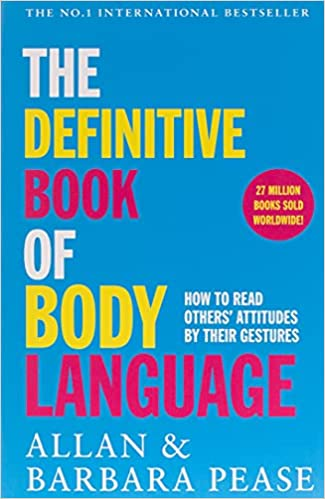 THE NO.1 INTERNATIONAL BESTSELLER
THE
DEFINITIVE
BOOK
OF
BODY
LANGUAGE
27 MILLION
BOOKS SOLD
WORLDWIDE!
HOW TO READ
OTHERS' ATTITUDES
BY THEIR GESTURES
ALLAN &
BARBARA PEASE